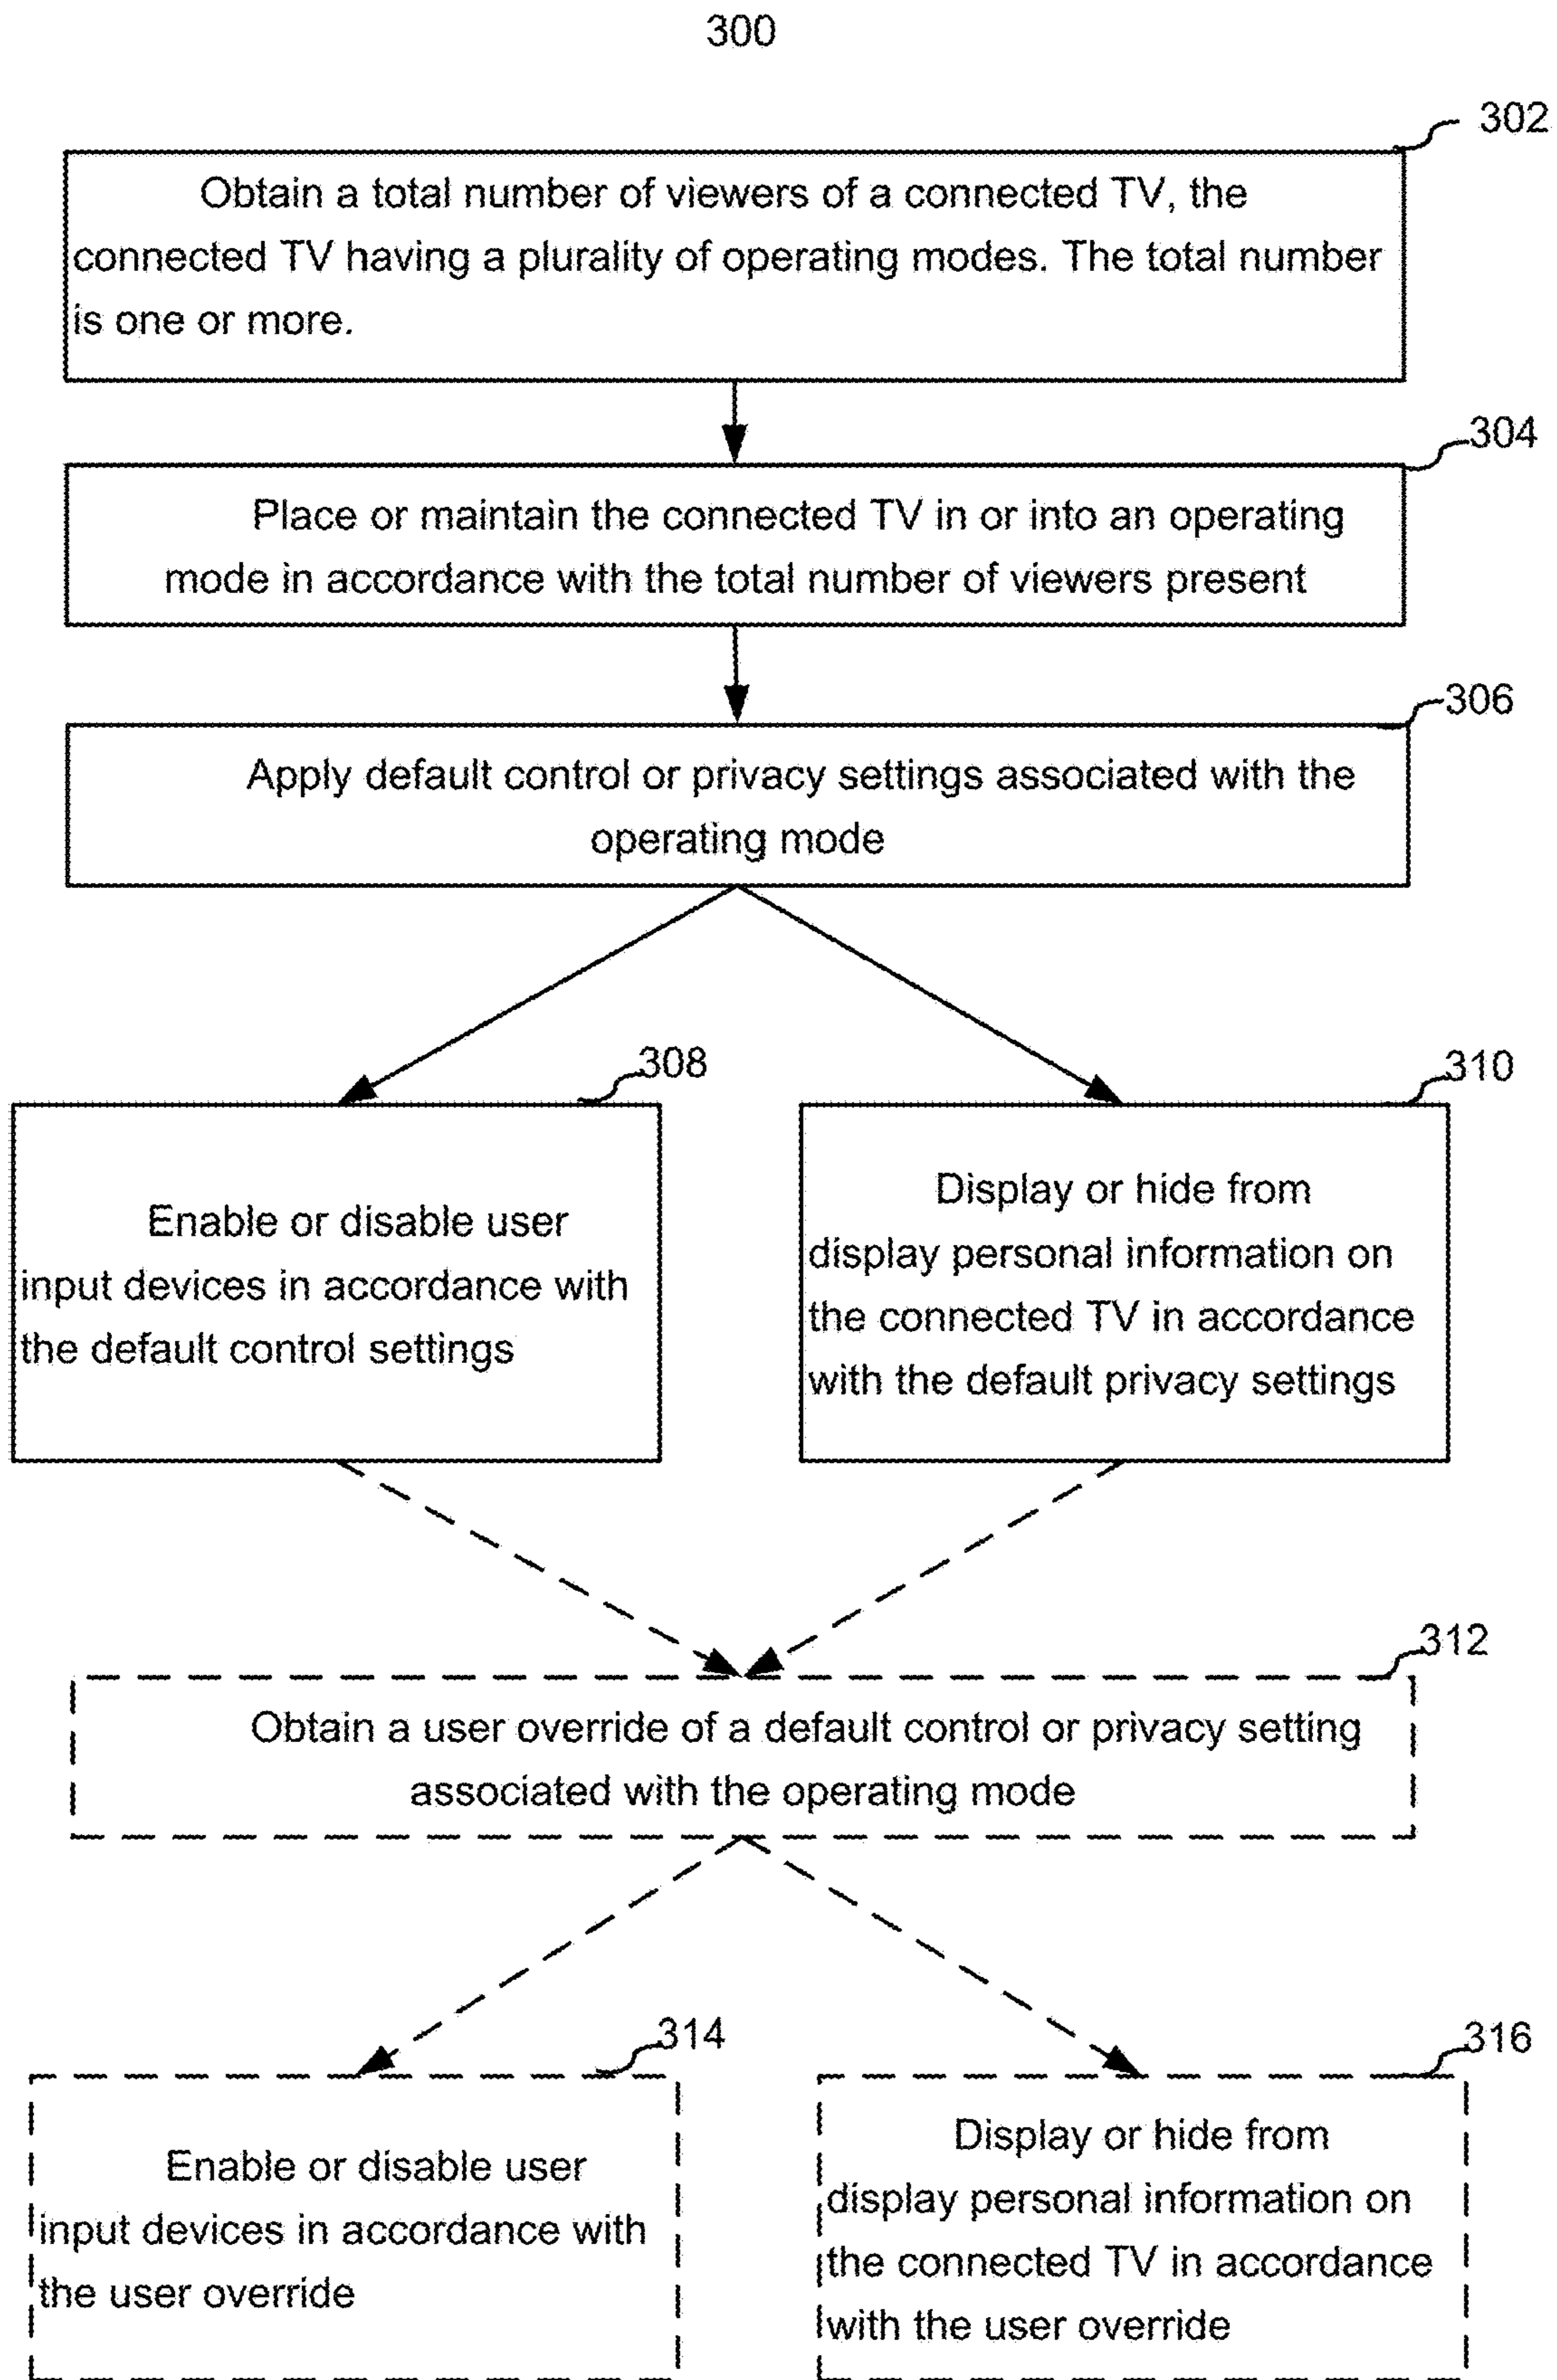 300
302
Obtain a total number of viewers of a connected TV, the
connected TV having a plurality of operating modes. The total number
is one or more.
304
Place or maintain the connected TV in or into an operating
mode in accordance with the total number of viewers present
306
Apply default control or privacy settings associated with the
operating mode
308
Enable or disable user
input devices in accordance with
the default control settings
310
Display or hide from
display personal information on
the connected TV in accordance
with the default privacy settings
312
Obtain a user override of a default control or privacy setting
associated with the operating mode
314
Enable or disable user
input devices in accordance with
the user override
316
Display or hide from
display personal information on
the connected TV in accordance
with the user override